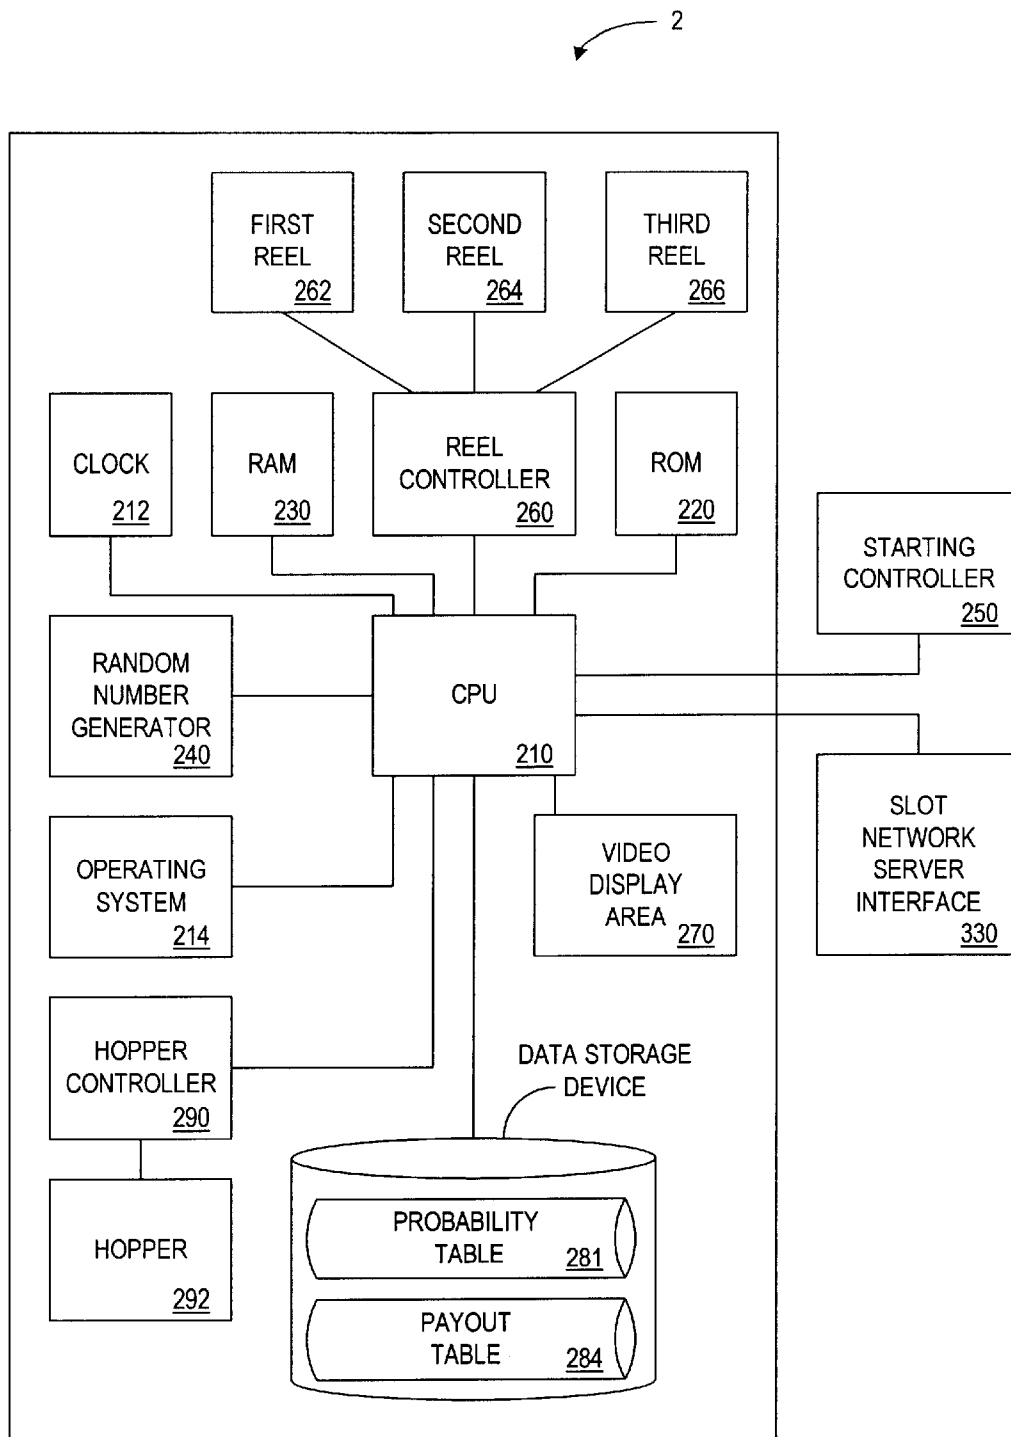 2
FIRST
REEL
262
SECOND
REEL
264
THIRD
REEL
266
CLOCK
212
RAM
230
REEL
CONTROLLER
260
ROM
220
STARTING
CONTROLLER
250
RANDOM
NUMBER
GENERATOR
240
CPU
210
SLOT
NETWORK
SERVER
INTERFACE
330
OPERATING
SYSTEM
214
VIDEO
DISPLAY
AREA
270
HOPPER
CONTROLLER
290
DATA STORAGE
DEVICE
HOPPER
292
PROBABILITY
TABLE
281
PAYOUT
TABLE
284